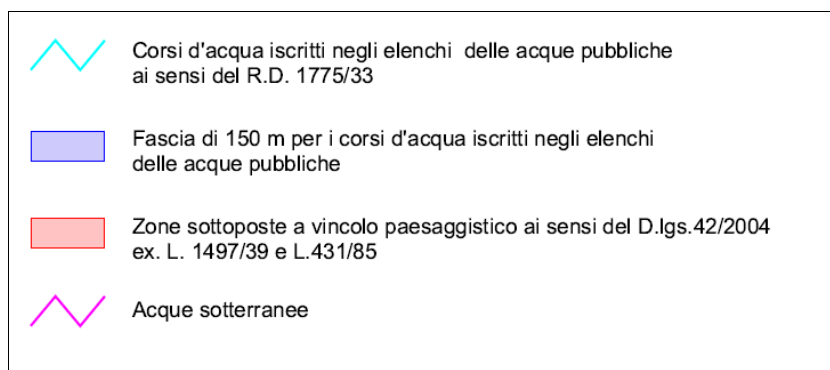 Corsi d'acqua iscritti negli elenchi  delle acque pubbliche
ai sensi del R.D. 1775/33
Fascia di 150 m per i corsi d'acqua iscritti negli elenchi
delle acque pubbliche
Zone sottoposte a vincolo paesaggistico ai sensi del D.lgs.42/2004
ex. L. 1497/39 e L.431/85
Acque sotterranee